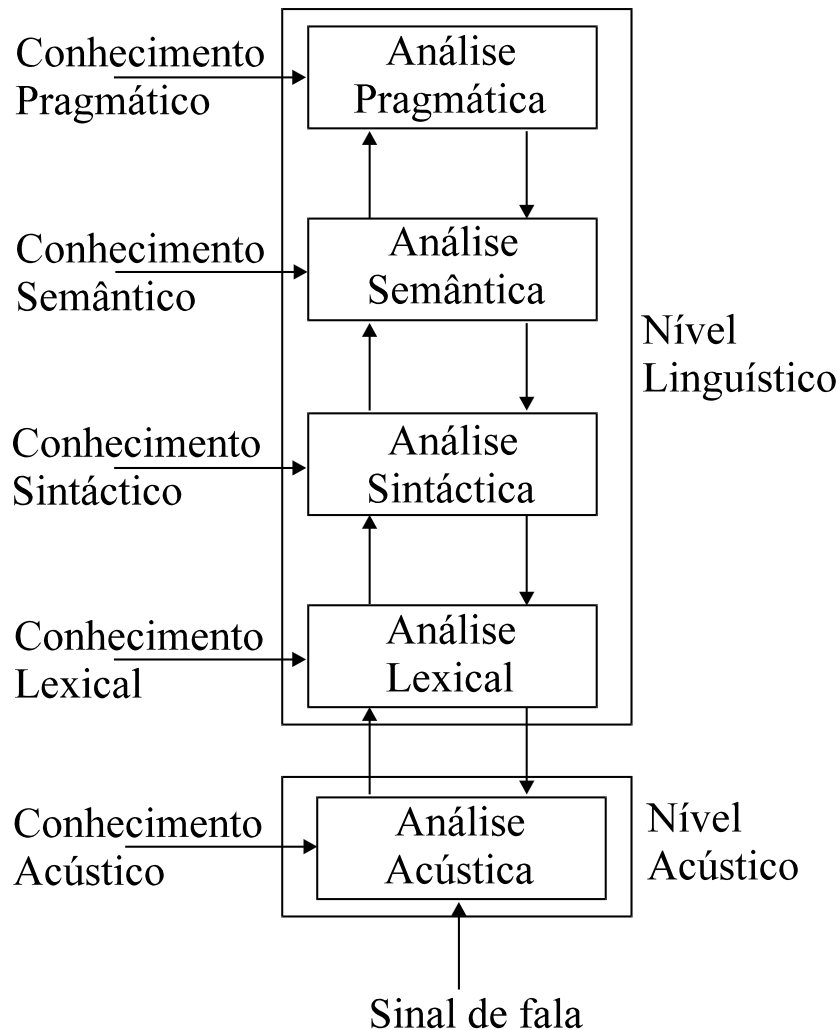 Conhecimento
Pragmático
Análise
Pragmática
Conhecimento
Semântico
Análise
Semântica
Nível
Linguístico
Conhecimento
Sintáctico
Análise
Sintáctica
Conhecimento
Lexical
Análise
Lexical
Conhecimento
Acústico
Análise
Acústica
Nível
Acústico
Sinal de fala